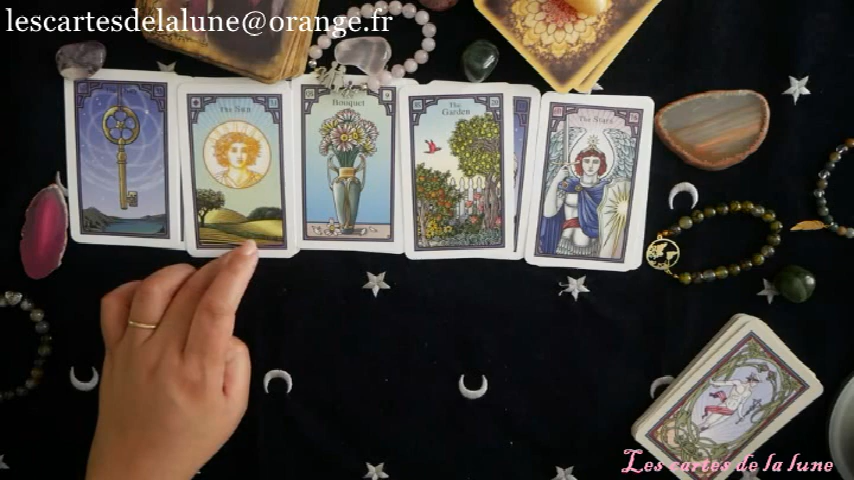 lescartesdelalune@orange.fr
The Sun
Bouquet
The
Garden
The Stars
Les cartes de la lune